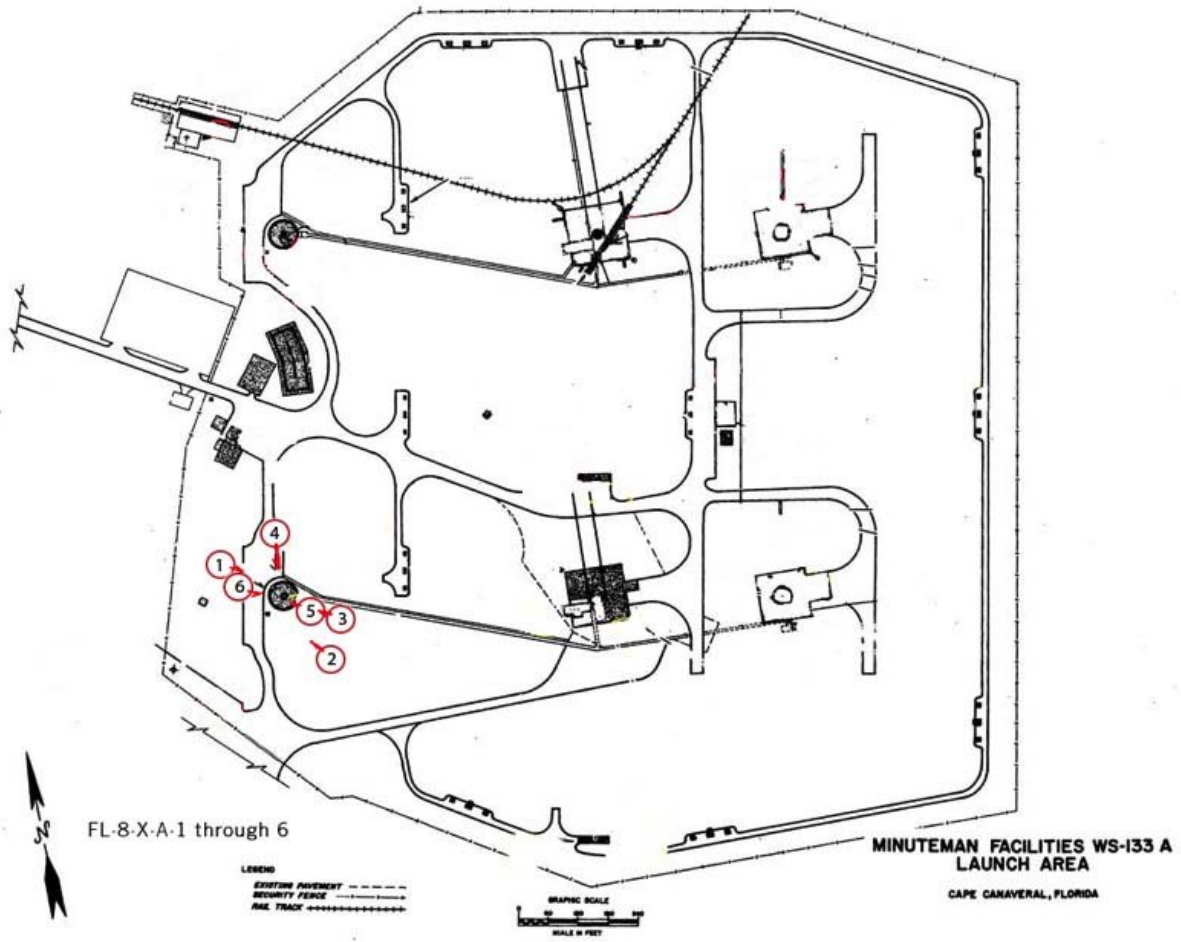 4
1
6
5
3
2
FL-8-X-A-1 through 6
MINUTEMAN FACILITIES WS-133 A
LAUNCH AREA
CAPE CANAVERAL, FLORIDA
LEGEND
EXISTING PAVEMENT
SECURITY FENCE
RAIL TRACK
GRAPHIC SCALE
SCALE IN FEET